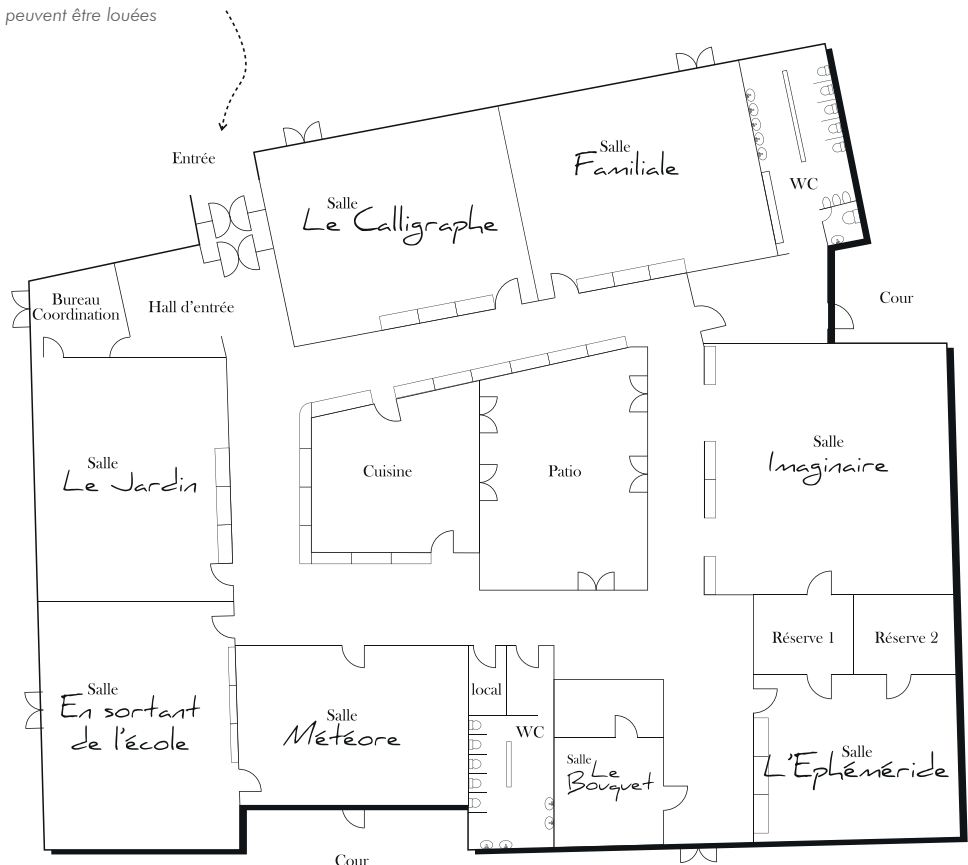 peuvent être louées
Entrée
Salle
Familiale
WC
Salle
Le Calligraphe
Bureau
Coordination
Hall d'entrée
Cour
Salle
Le Jardin
Cuisine
Patio
Salle
Imaginaire
Réserve 1
Réserve 2
Salle
En sortant
de l'école
Salle
Météore
local
WC
Salle Le
Bouquet
Salle
L'Ephéméride
Cour